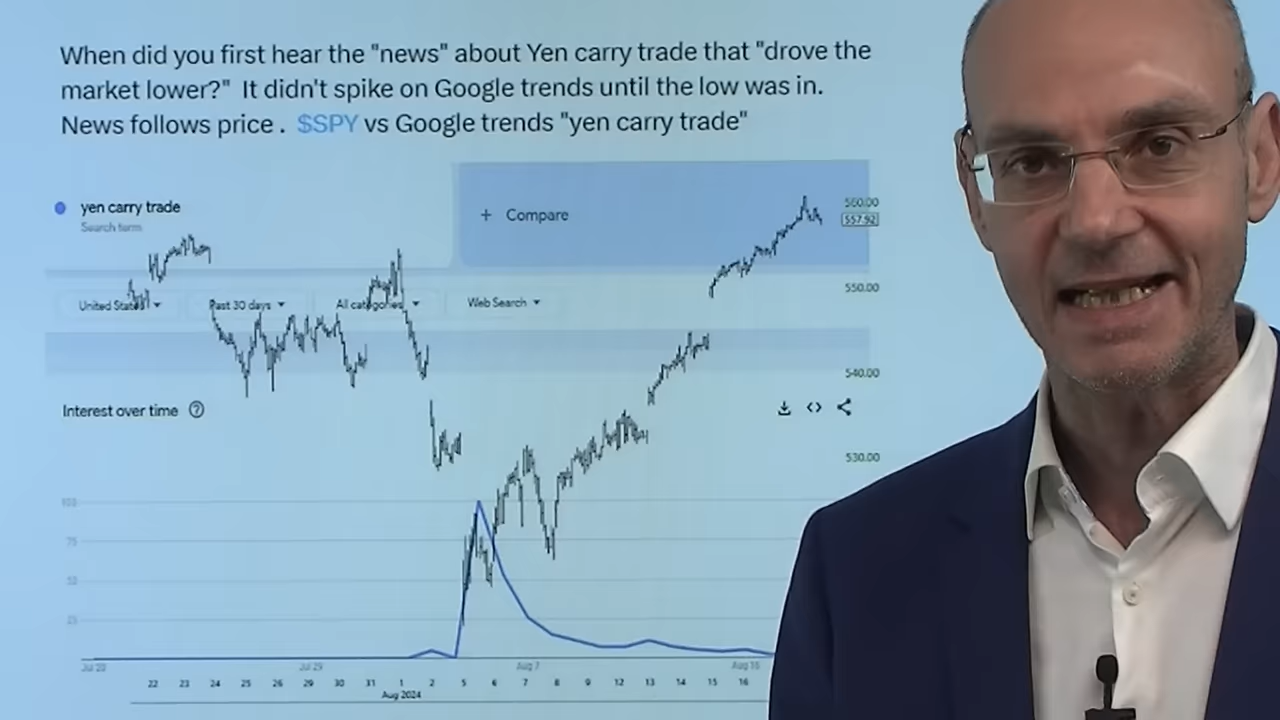 When did you first hear the "news" about Yen carry trade that "drove the
market lower?" It didn't spike on Google trends until the low was in.
News follows price. $SPY vs Google trends "yen carry trade"
yen carry trade
Search term
+ Compare
560.00
557.92
550.00
United States
Past 30 days
All categories
Web Search
540.00
Interest over time
530.00
100
75
50
25
Jul 29
Aug 7
22 23 24 25 26 29 30 31 1 2 5 6 7 8 9 12 13 14 15 16
Aug 2024